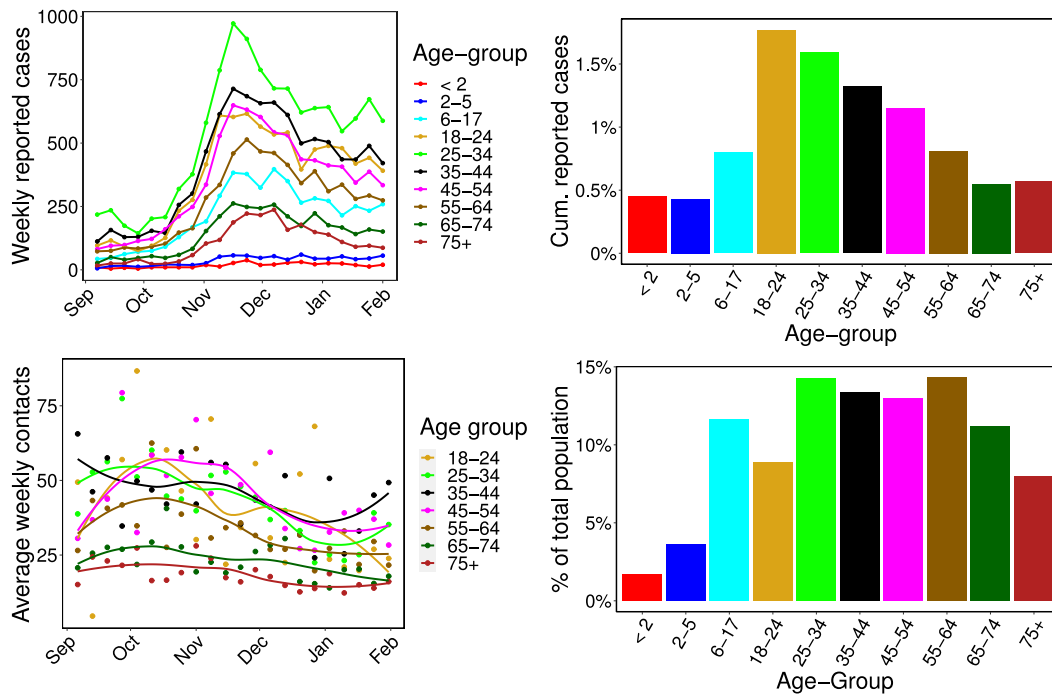 Weekly reported cases
1000
750
500
250
0
Sep
Oct
Nov
Dec
Jan
Feb
Age−group
< 2
2−5
6−17
18−24
25−34
35−44
45−54
55−64
65−74
75+
Cum. reported cases
1.5%
1%
0.5%
0%
< 2
2−5
6−17
18−24
25−34
35−44
45−54
55−64
65−74
75+
Age−group
Average weekly contacts
75
50
25
Sep
Oct
Nov
Dec
Jan
Feb
Age group
18−24
25−34
35−44
45−54
55−64
65−74
75+
% of total population
15%
10%
5%
0%
< 2
2−5
6−17
18−24
25−34
35−44
45−54
55−64
65−74
75+
Age−Group